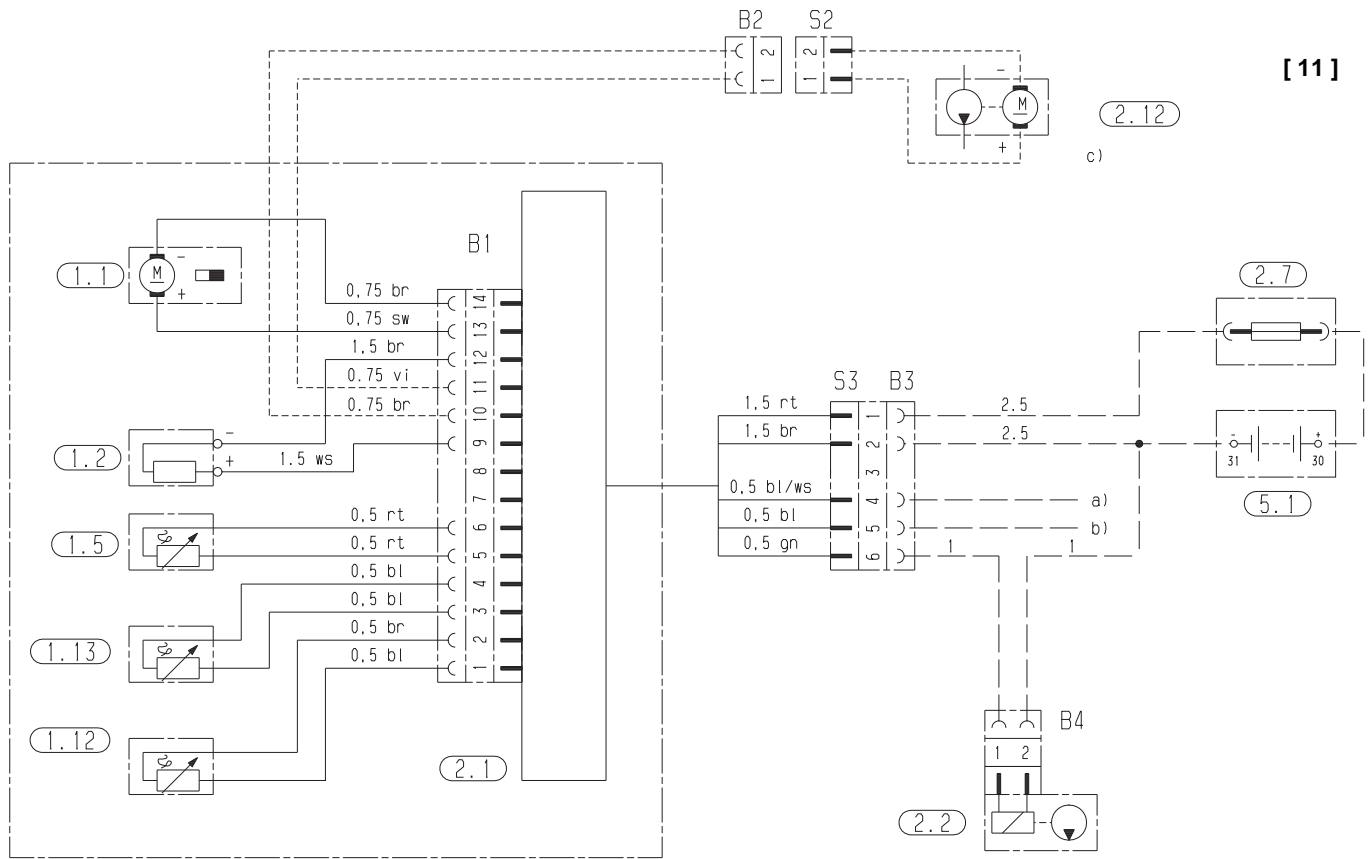 B2 S2
2 2
1 1
[ 11 ]
-
M
+
2.12
c)
1.1
M
-
+
B1
0,75 br 14
0,75 sw 13
1,5 br 12
0.75 vi 11
0.75 br 10
9
8
7
0,5 rt 6
0,5 rt 5
0,5 bl 4
0,5 bl 3
0,5 br 2
0,5 bl 1
1.2
-
+
1.5 ws
1.5
1.13
1.12
2.1
S3 B3
1,5 rt 1 2.5
1,5 br 2 2.5
3
0,5 bl/ws 4 a)
0,5 bl 5 b)
0,5 gn 6 1 1
2.7
- +
31 30
5.1
B4
1 2
2.2